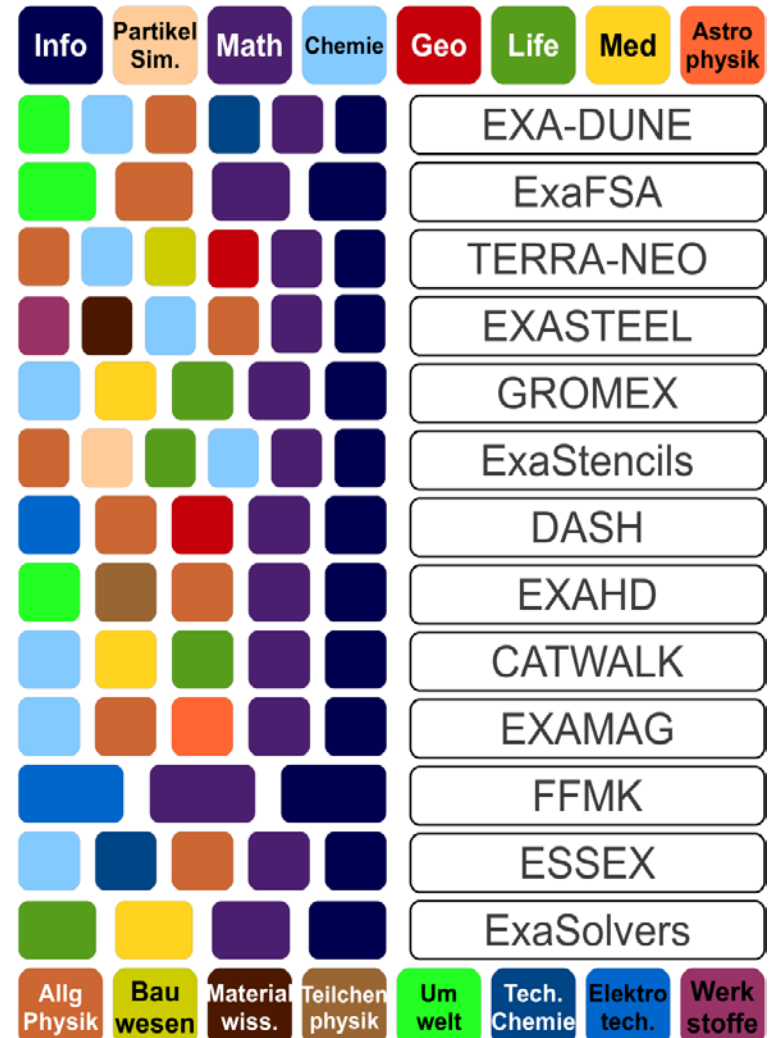 Info Partikel Sim. Math Chemie Geo Life Med Astro physik
EXA-DUNE
ExaFSA
TERRA-NEO
EXASTEEL
GROMEX
ExaStencils
DASH
EXAHD
CATWALK
EXAMAG
FFMK
ESSEX
ExaSolvers
Allg Physik Bau wesen Material wiss. Teilchen physik Um welt Tech. Chemie Elektro tech. Werk stoffe